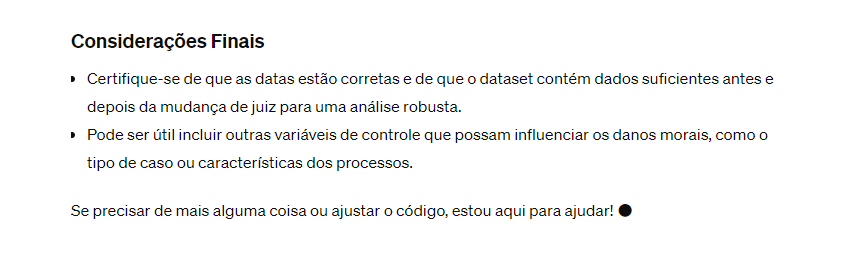 Considerações Finais
• Certifique-se de que as datas estão corretas e de que o dataset contém dados suficientes antes e
depois da mudança de juiz para uma análise robusta.
• Pode ser útil incluir outras variáveis de controle que possam influenciar os danos morais, como o
tipo de caso ou características dos processos.
Se precisar de mais alguma coisa ou ajustar o código, estou aqui para ajudar! ●